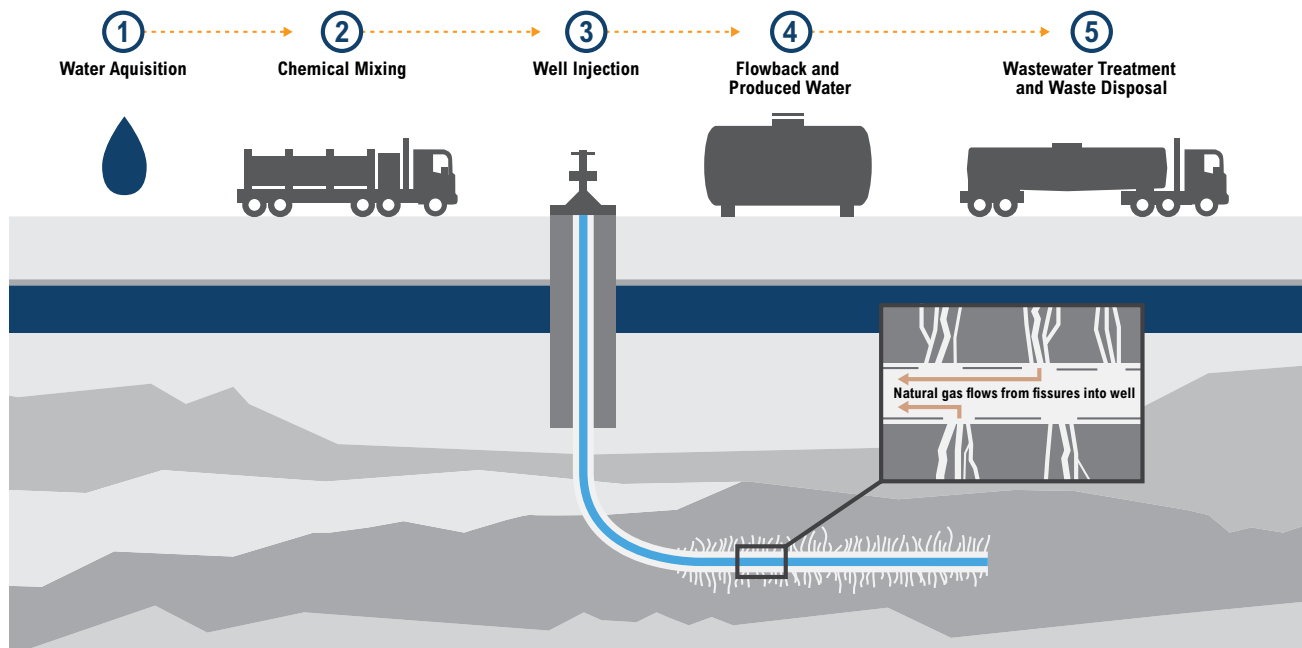 1
2
3
4
5
Water Aquisition
Chemical Mixing
Well Injection
Flowback and
Produced Water
Wastewater Treatment
and Waste Disposal
Natural gas flows from fissures into well